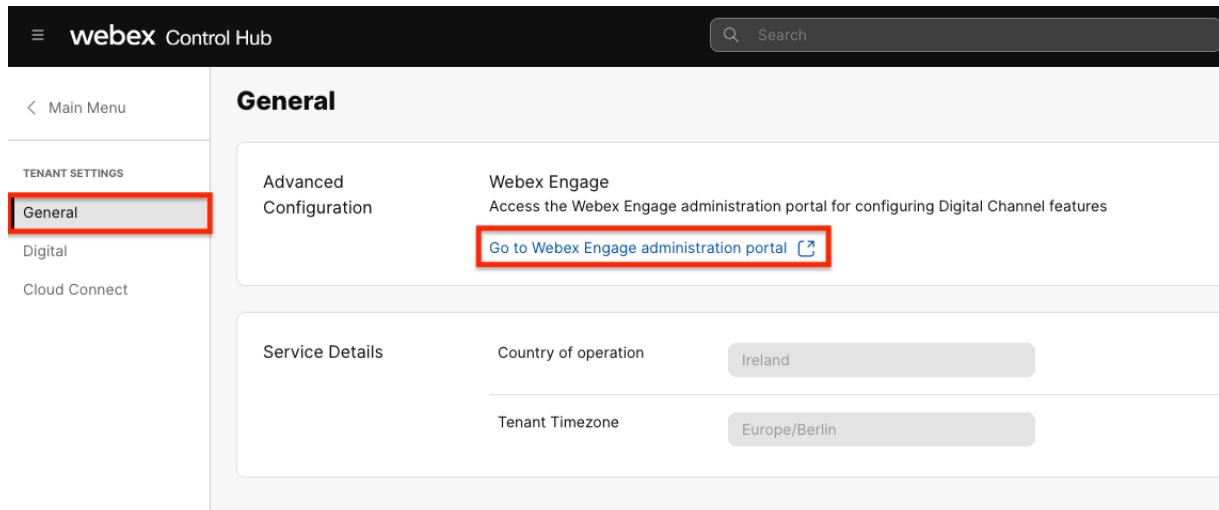 webex Control Hub
Search
Main Menu
TENANT SETTINGS
General
Digital
Cloud Connect
General
Advanced
Configuration
Webex Engage
Access the Webex Engage administration portal for configuring Digital Channel features
Go to Webex Engage administration portal
Service Details
Country of operation
Ireland
Tenant Timezone
Europe/Berlin